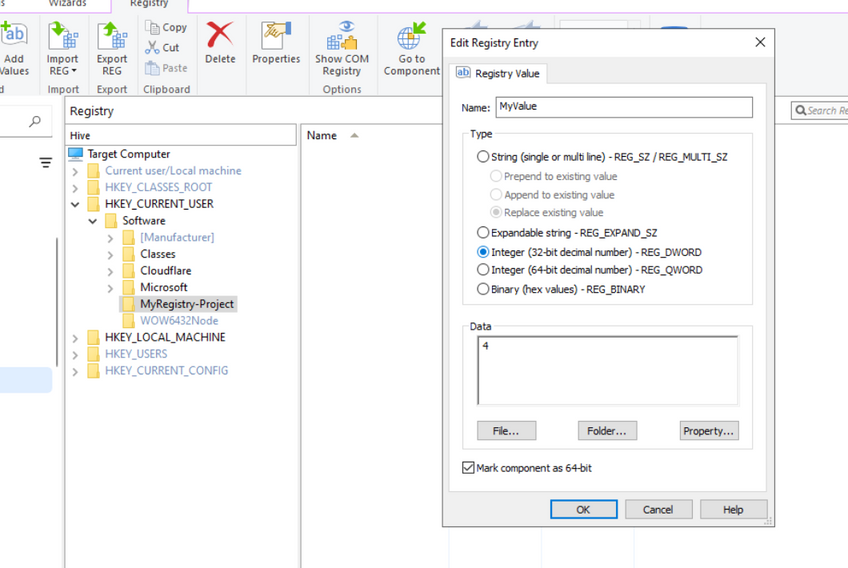 Wizards
Registry
Add
Values
Import
REG
Export
REG
Copy
Cut
Paste
Delete
Properties
Show COM
Registry
Go to
Component
Import
Export
Clipboard
Options
Registry
Hive
Name
Target Computer
Current user/Local machine
HKEY_CLASSES_ROOT
HKEY_CURRENT_USER
Software
[Manufacturer]
Classes
Cloudflare
Microsoft
MyRegistry-Project
WOW6432Node
HKEY_LOCAL_MACHINE
HKEY_USERS
HKEY_CURRENT_CONFIG
Edit Registry Entry
ab Registry Value
Name: MyValue
Type
String (single or multi line) - REG_SZ / REG_MULTI_SZ
Prepend to existing value
Append to existing value
Replace existing value
Expandable string - REG_EXPAND_SZ
Integer (32-bit decimal number) - REG_DWORD
Integer (64-bit decimal number) - REG_QWORD
Binary (hex values) - REG_BINARY
Data
4
File... Folder... Property...
Mark component as 64-bit
OK Cancel Help
Search Re